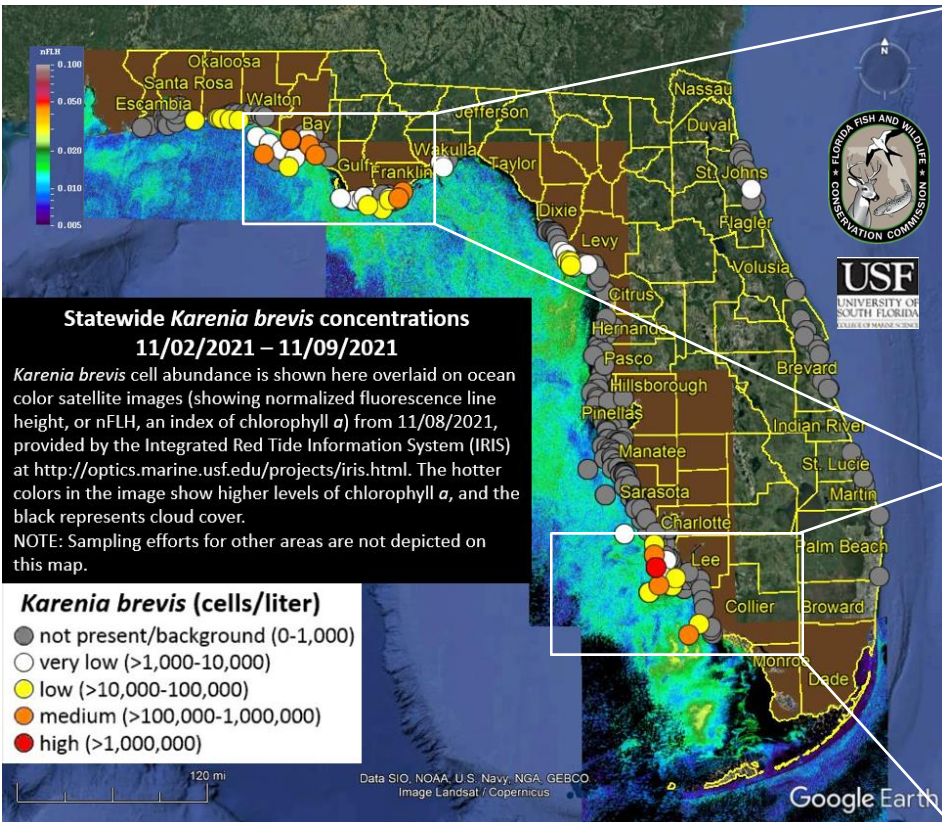 nFLH
0.100
0.050
0.020
0.010
0.005
Okaloosa
Santa Rosa
Escambia
Walton
Bay
Gulf
Franklin
Wakulla
Jefferson
Taylor
Dixie
Levy
Citrus
Hernando
Pasco
Hillsborough
Pinellas
Manatee
Sarasota
Charlotte
Lee
Collier
Monroe
Dade
Broward
Palm Beach
Martin
St. Lucie
Indian River
Brevard
Volusia
Flagler
St. Johns
Duval
Nassau
N
FLORIDA FISH AND WILDLIFE
CONSERVATION COMMISSION
USF
UNIVERSITY OF
SOUTH FLORIDA
COLLEGE OF MARINE SCIENCE
Statewide Karenia brevis concentrations
11/02/2021 – 11/09/2021
Karenia brevis cell abundance is shown here overlaid on ocean
color satellite images (showing normalized fluorescence line
height, or nFLH, an index of chlorophyll a) from 11/08/2021,
provided by the Integrated Red Tide Information System (IRIS)
at http://optics.marine.usf.edu/projects/iris.html. The hotter
colors in the image show higher levels of chlorophyll a, and the
black represents cloud cover.
NOTE: Sampling efforts for other areas are not depicted on
this map.
Karenia brevis (cells/liter)
not present/background (0-1,000)
very low (>1,000-10,000)
low (>10,000-100,000)
medium (>100,000-1,000,000)
high (>1,000,000)
120 mi
Data SIO, NOAA, U.S. Navy, NGA, GEBCO
Image Landsat / Copernicus
Google Earth